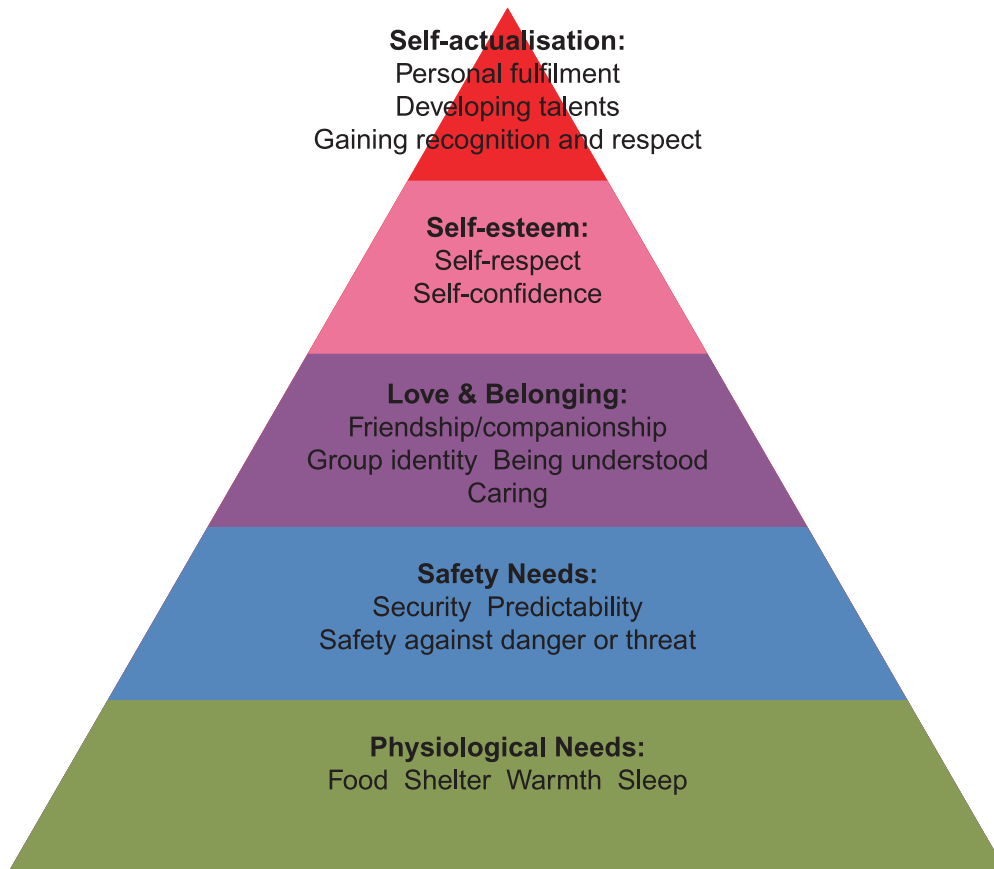 Self-actualisation:
Personal fulfilment
Developing talents
Gaining recognition and respect
Self-esteem:
Self-respect
Self-confidence
Love & Belonging:
Friendship/companionship
Group identity  Being understood
Caring
Safety Needs:
Security  Predictability
Safety against danger or threat
Physiological Needs:
Food  Shelter  Warmth  Sleep